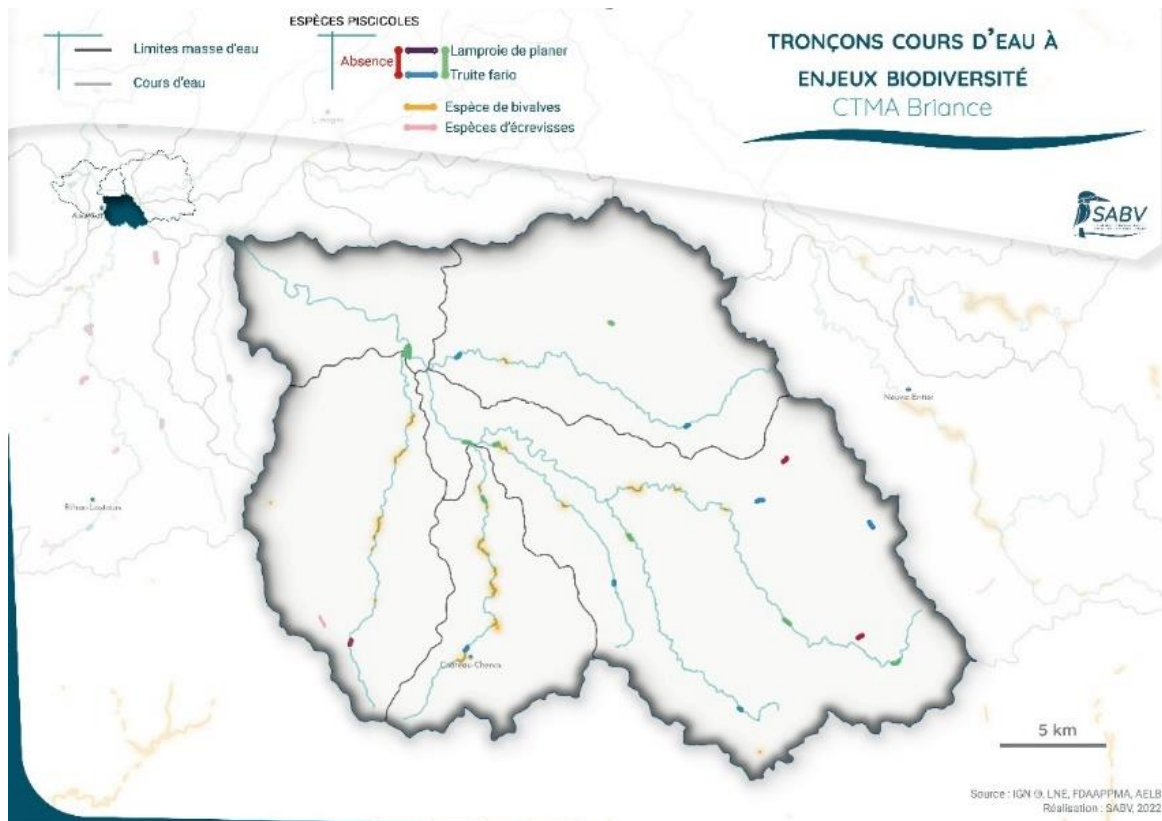 ESPÈCES PISCICOLES
Limites masse d'eau
Cours d'eau
Absence
Lamproie de planer
Truite fario
Espèce de bivalves
Espèces d'écrevisses
TRONÇONS COURS D'EAU À
ENJEUX BIODIVERSITÉ
CTMA Briance
SABV
Limoges
5 km
Source : IGN ®, LNE, FDAAPPMA, AELB
Réalisation : SABV, 2022